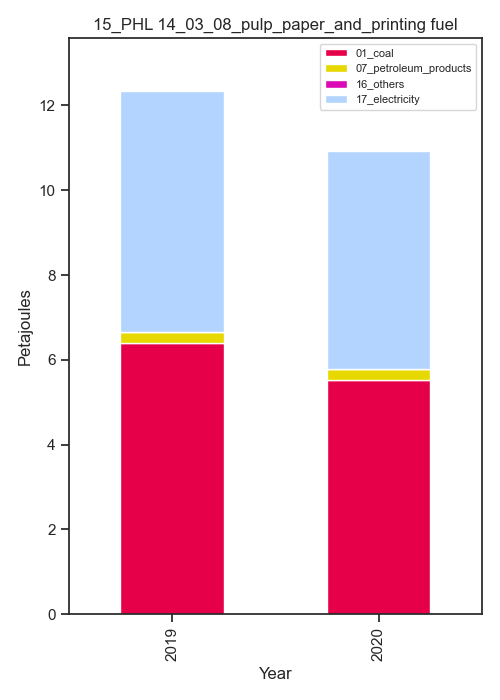 15_PHL 14_03_08_pulp_paper_and_printing fuel
01_coal
07_petroleum_products
16_others
17_electricity
12
10
8
6
4
2
0
Petajoules
2019
2020
Year